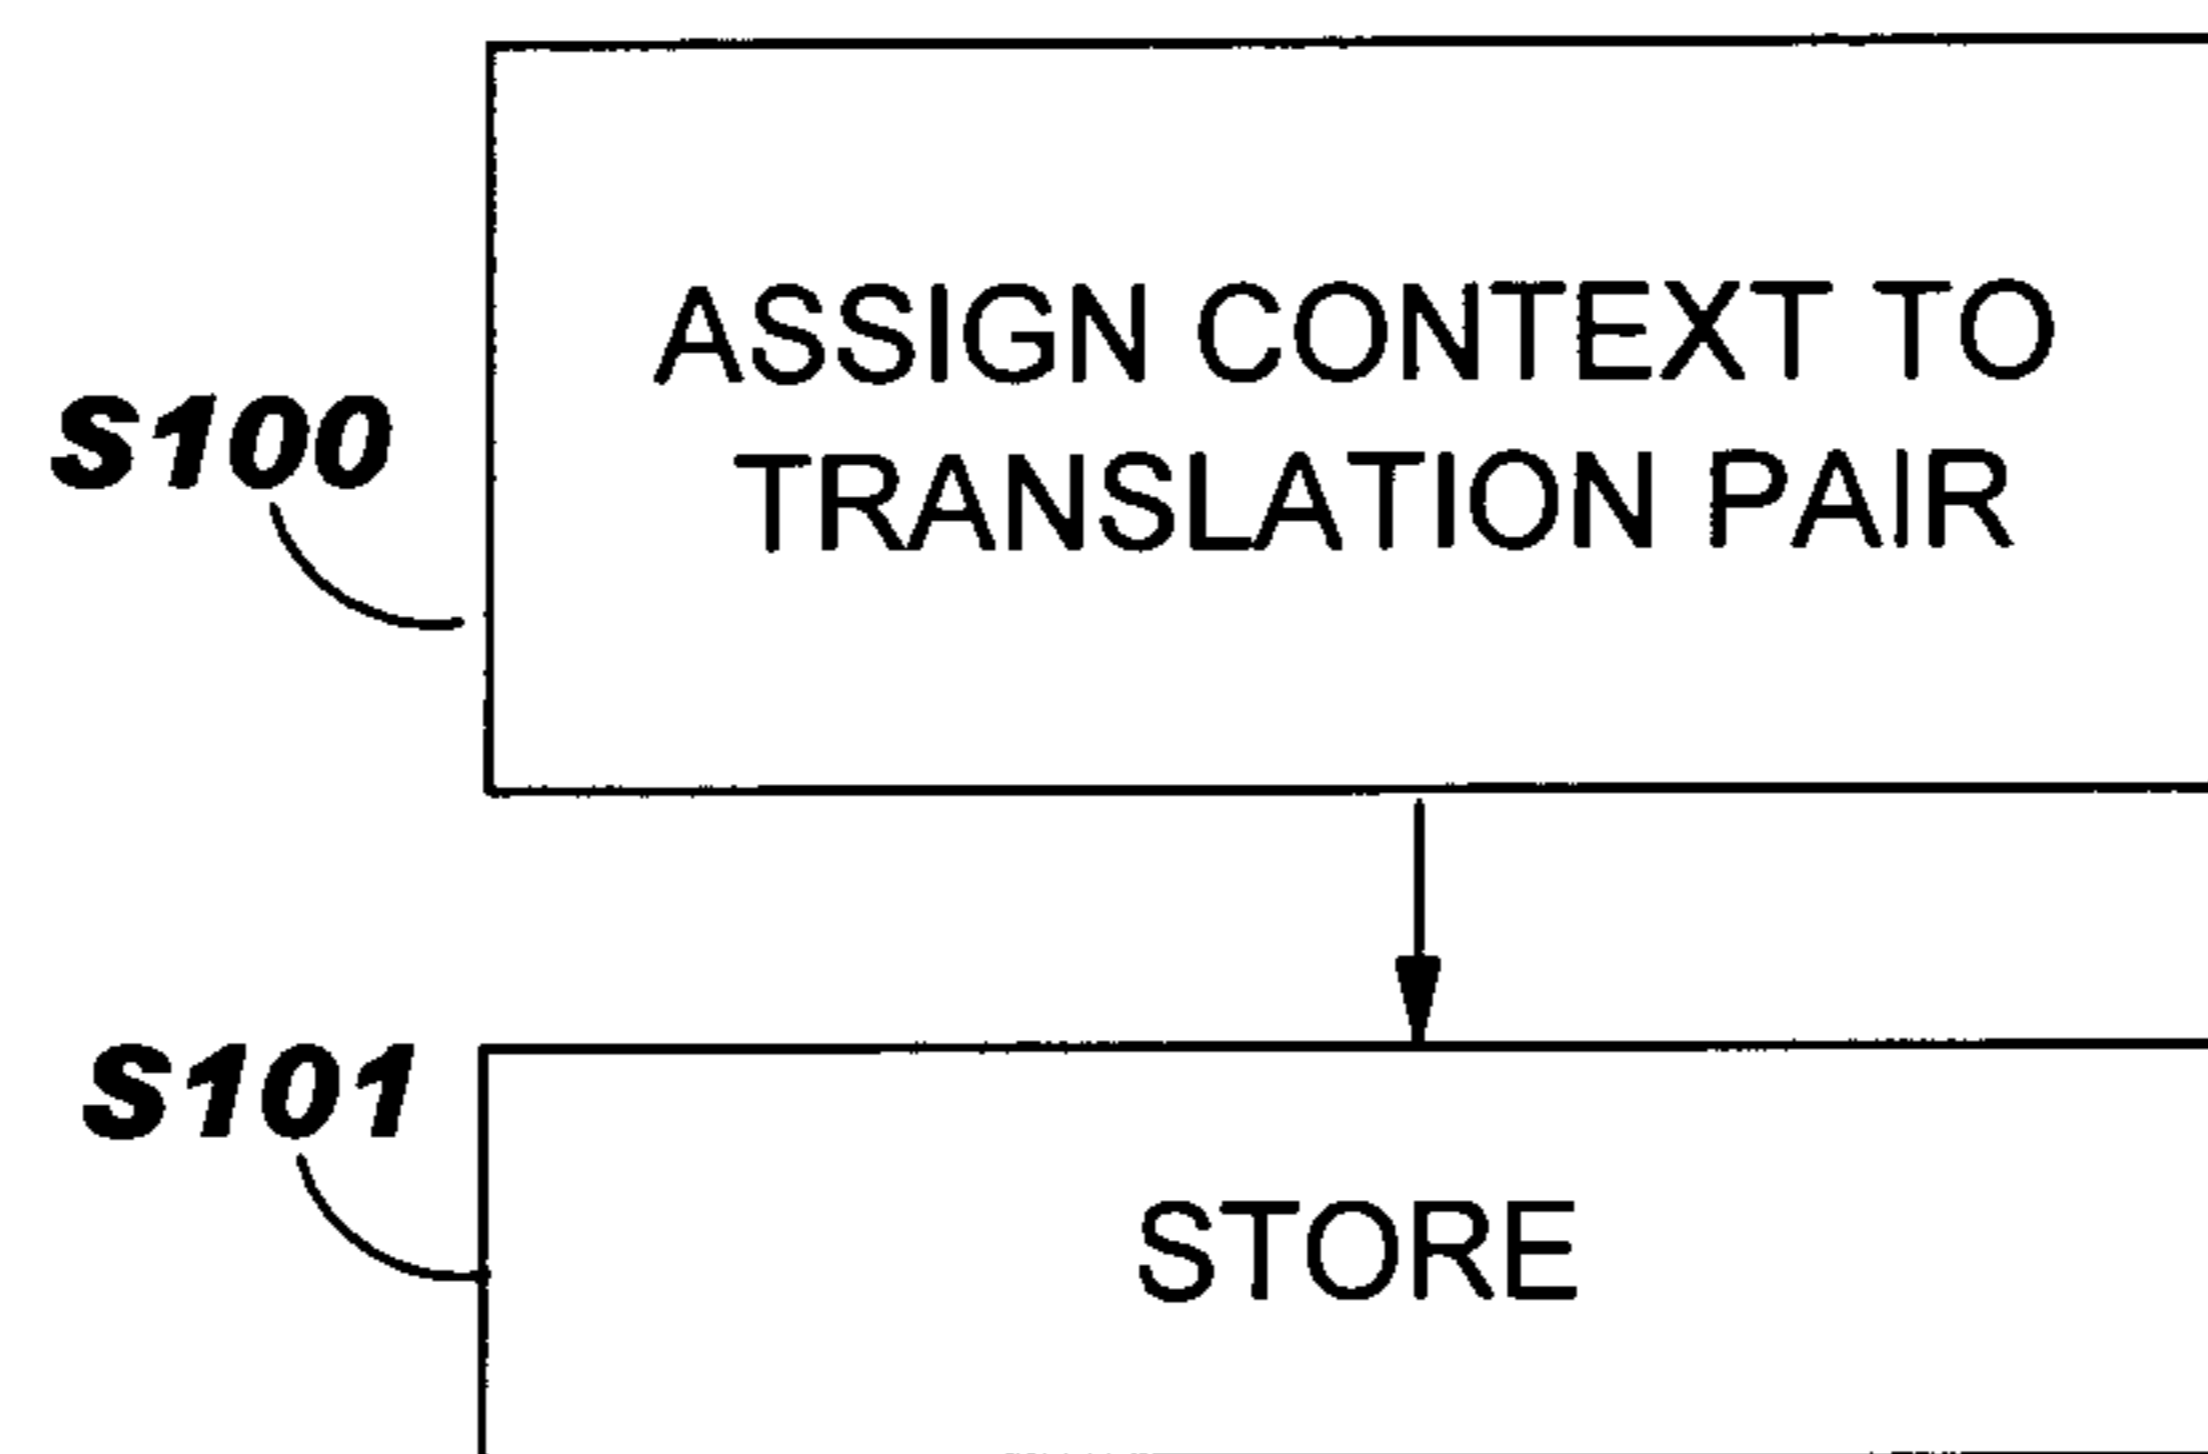 ASSIGN CONTEXT TO
TRANSLATION PAIR
S100
S101
STORE